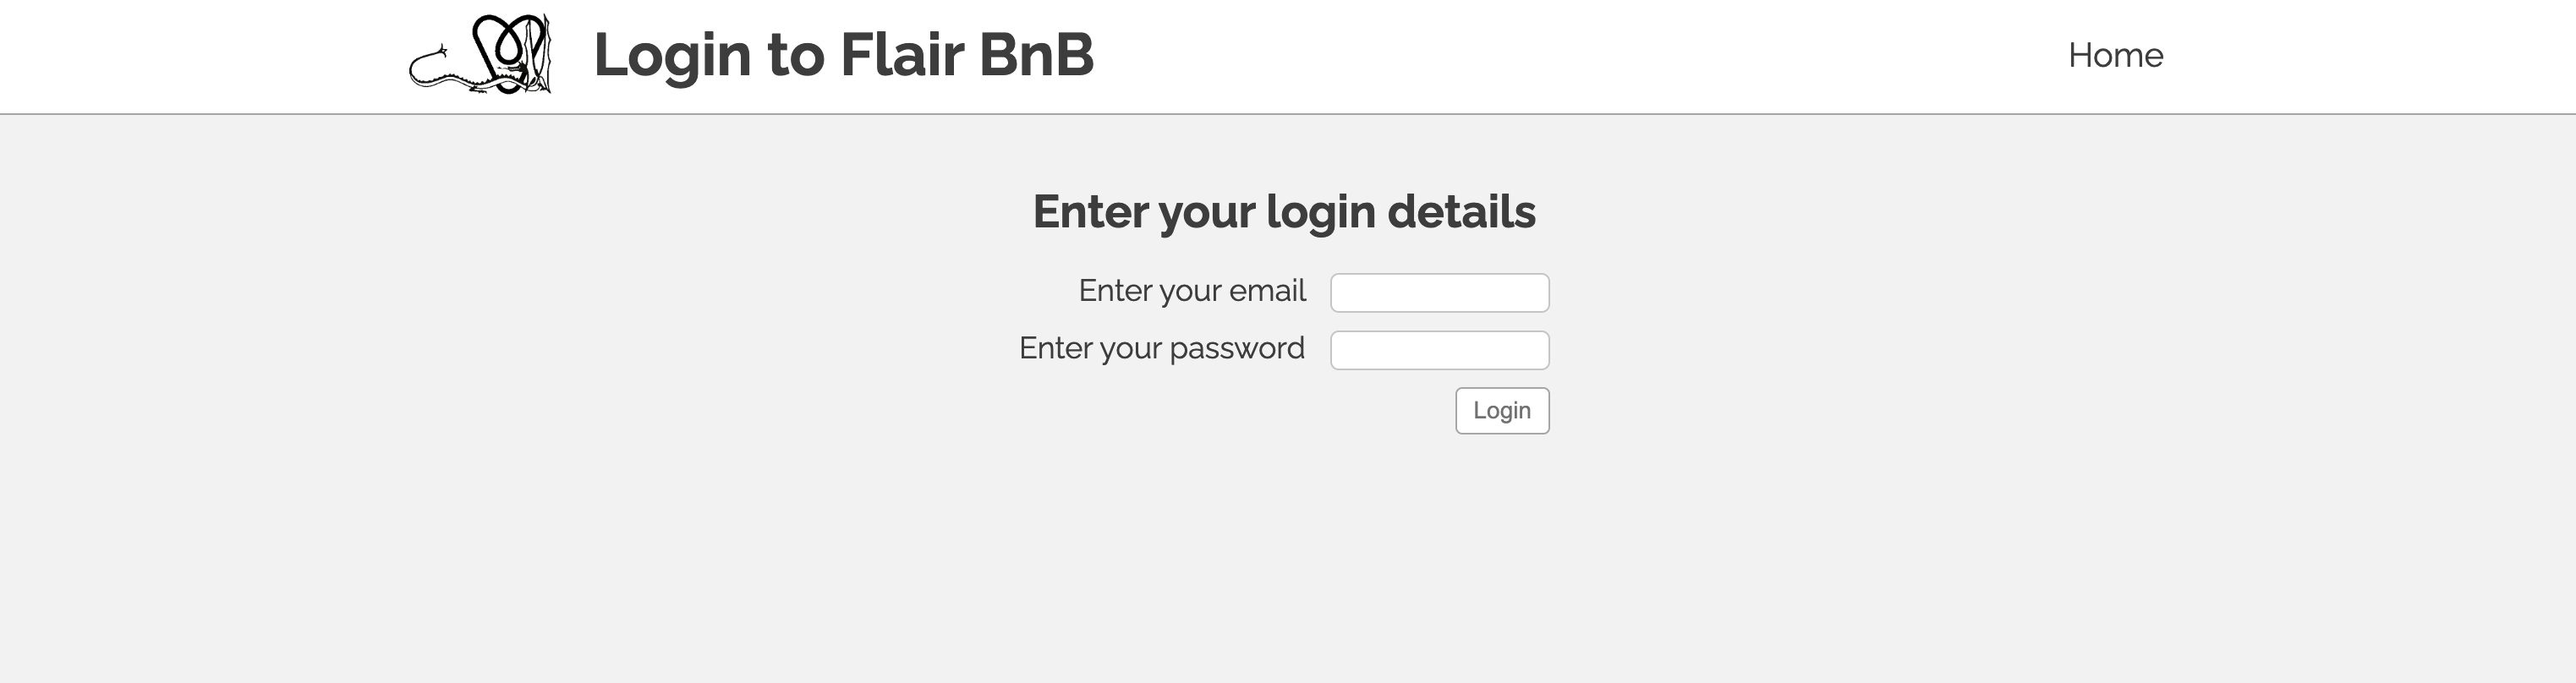 Login to Flair BnB
Home
Enter your login details
Enter your email
Enter your password
Login